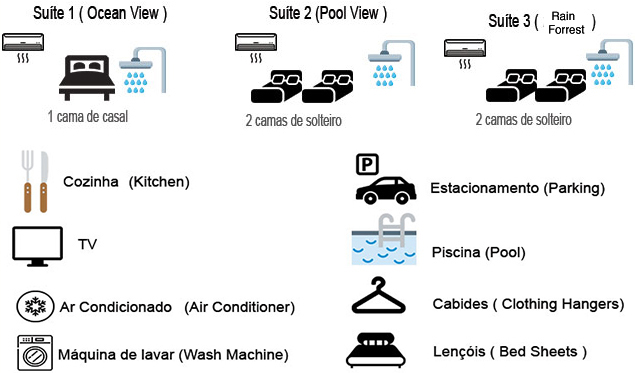 Suíte 1 ( Ocean View )
Suíte 2 (Pool View )
Suíte 3 ( Rain Forrest )
1 cama de casal
2 camas de solteiro
2 camas de solteiro
Cozinha (Kitchen)
P
Estacionamento (Parking)
TV
Piscina (Pool)
Ar Condicionado (Air Conditioner)
Cabides ( Clothing Hangers)
Máquina de lavar (Wash Machine)
Lençóis ( Bed Sheets )